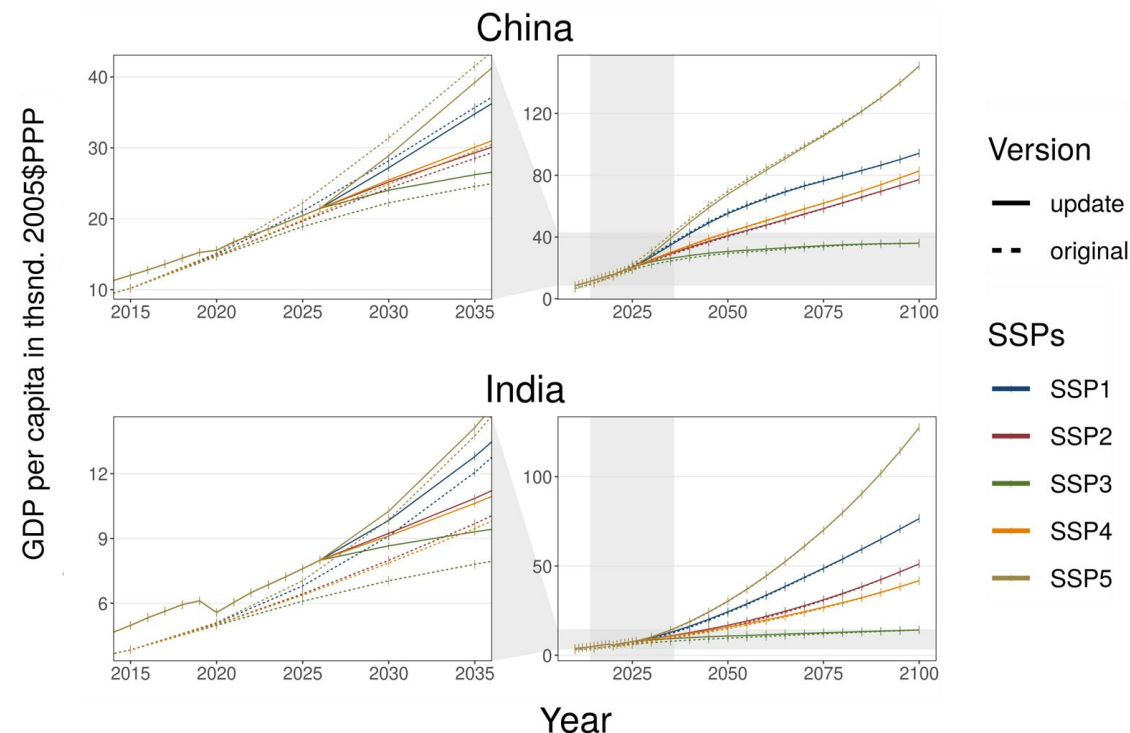 China
GDP per capita in thsnd. 2005$PPP
40
30
20
10
2015 2020 2025 2030 2035
120
80
40
0
2025 2050 2075 2100
India
12
9
6
2015 2020 2025 2030 2035
100
50
0
2025 2050 2075 2100
Year
Version
update
original
SSPs
SSP1
SSP2
SSP3
SSP4
SSP5